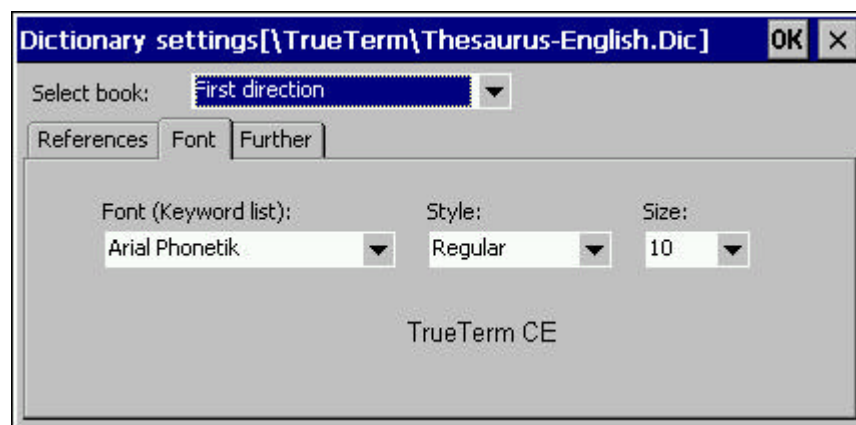 Dictionary settings[\TrueTerm\Thesaurus-English.Dic] OK
Select book: First direction
References Font Further
Font (Keyword list): Style: Size:
Arial Phonetik Regular 10
TrueTerm CE